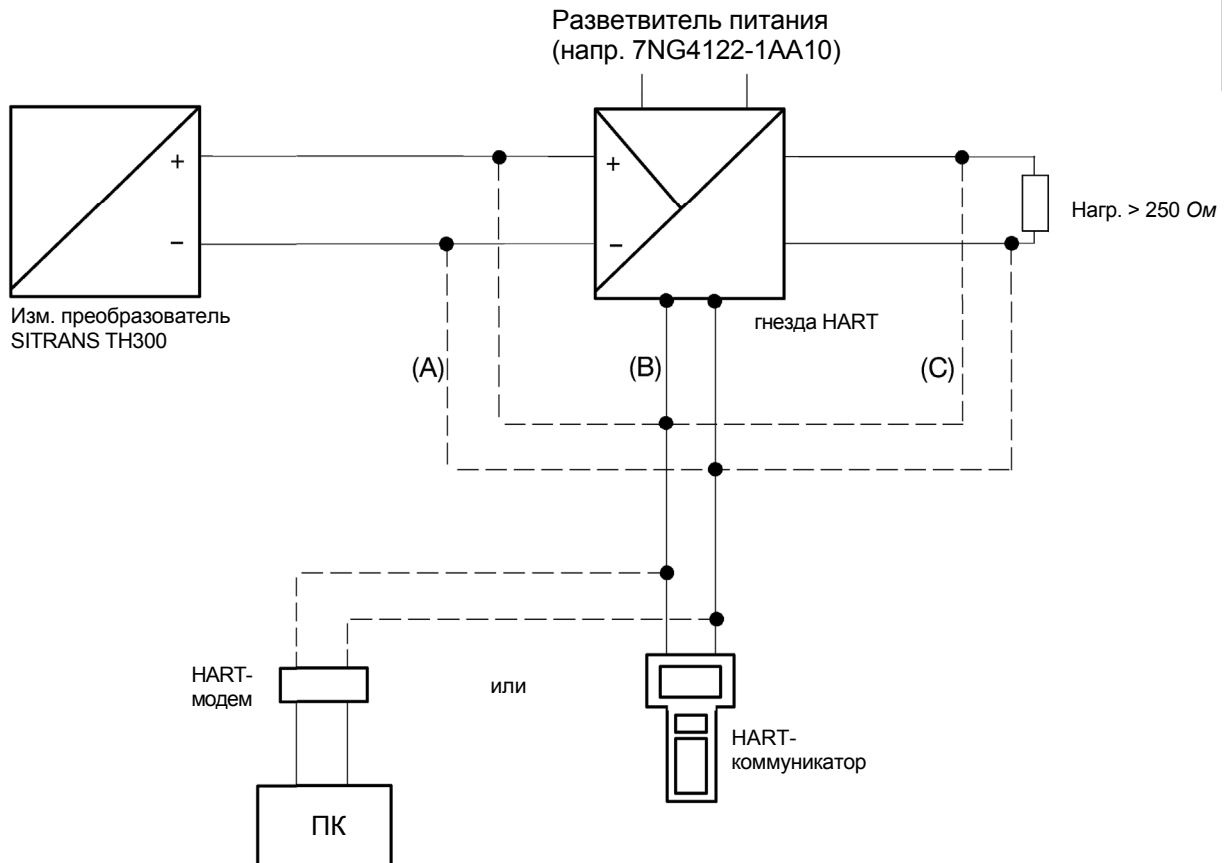 Разветвитель питания
(напр. 7NG4122-1AA10)
+
−
+
−
Нагр. > 250 Ом
Изм. преобразователь
SITRANS TH300
гнезда HART
(A)
(B)
(C)
HART-
модем
или
HART-
коммуникатор
ПК